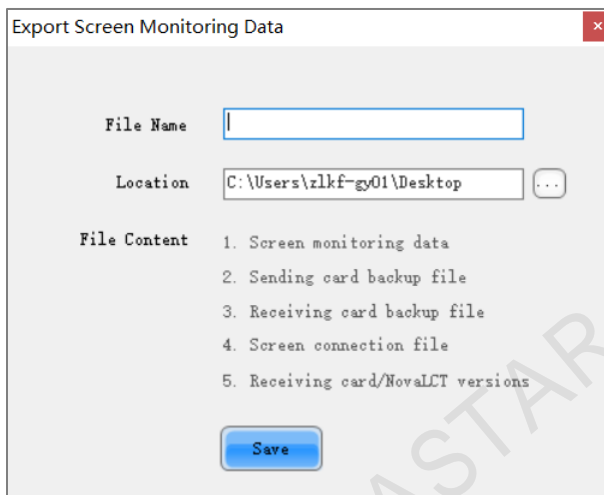 Export Screen Monitoring Data
File Name
Location C:\Users\zlkf-gy01\Desktop ...
File Content 1. Screen monitoring data
2. Sending card backup file
3. Receiving card backup file
4. Screen connection file
5. Receiving card/NovaLCT versions
Save
ASTAR